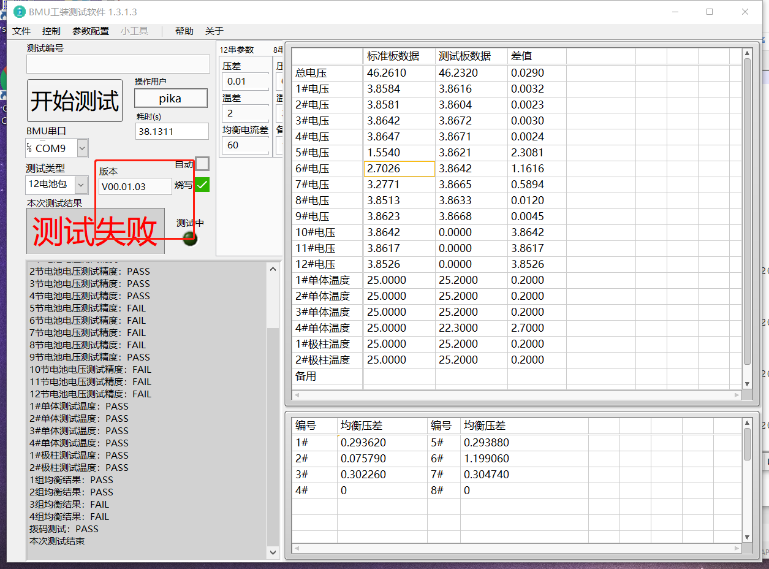 BMU工装测试软件 1.3.1.3
文件 控制 参数配置 小工具 帮助 关于
测试编号
开始测试
操作用户
pika
耗时(s)
38.1311
BMU串口
COM9
测试类型
12电池包
版本
V00.01.03
自动
烧写
本次测试结果
测试失败
测试中
12串参数 8串
压差
0.01
温差
2
均衡电流差
60
2节电池电压测试精度：PASS
3节电池电压测试精度：PASS
4节电池电压测试精度：PASS
5节电池电压测试精度：FAIL
6节电池电压测试精度：FAIL
7节电池电压测试精度：FAIL
8节电池电压测试精度：FAIL
9节电池电压测试精度：PASS
10节电池电压测试精度：FAIL
11节电池电压测试精度：FAIL
12节电池电压测试精度：FAIL
1#单体测试温度：PASS
2#单体测试温度：PASS
3#单体测试温度：PASS
4#单体测试温度：PASS
1#极柱测试温度：PASS
2#极柱测试温度：PASS
1组均衡结果：PASS
2组均衡结果：PASS
3组均衡结果：FAIL
4组均衡结果：FAIL
拨码测试：PASS
本次测试结束
标准板数据 测试板数据 差值
总电压 46.2610 46.2320 0.0290
1#电压 3.8584 3.8616 0.0032
2#电压 3.8581 3.8604 0.0023
3#电压 3.8642 3.8672 0.0030
4#电压 3.8647 3.8671 0.0024
5#电压 1.5540 3.8621 2.3081
6#电压 2.7026 3.8642 1.1616
7#电压 3.2771 3.8665 0.5894
8#电压 3.8513 3.8633 0.0120
9#电压 3.8623 3.8668 0.0045
10#电压 3.8642 0.0000 3.8642
11#电压 3.8617 0.0000 3.8617
12#电压 3.8526 0.0000 3.8526
1#单体温度 25.0000 25.2000 0.2000
2#单体温度 25.0000 25.2000 0.2000
3#单体温度 25.0000 25.2000 0.2000
4#单体温度 25.0000 22.3000 2.7000
1#极柱温度 25.0000 25.2000 0.2000
2#极柱温度 25.0000 25.2000 0.2000
备用
编号 均衡压差 编号 均衡压差
1# 0.293620 5# 0.293880
2# 0.075790 6# 1.199060
3# 0.302260 7# 0.304740
4# 0 8# 0